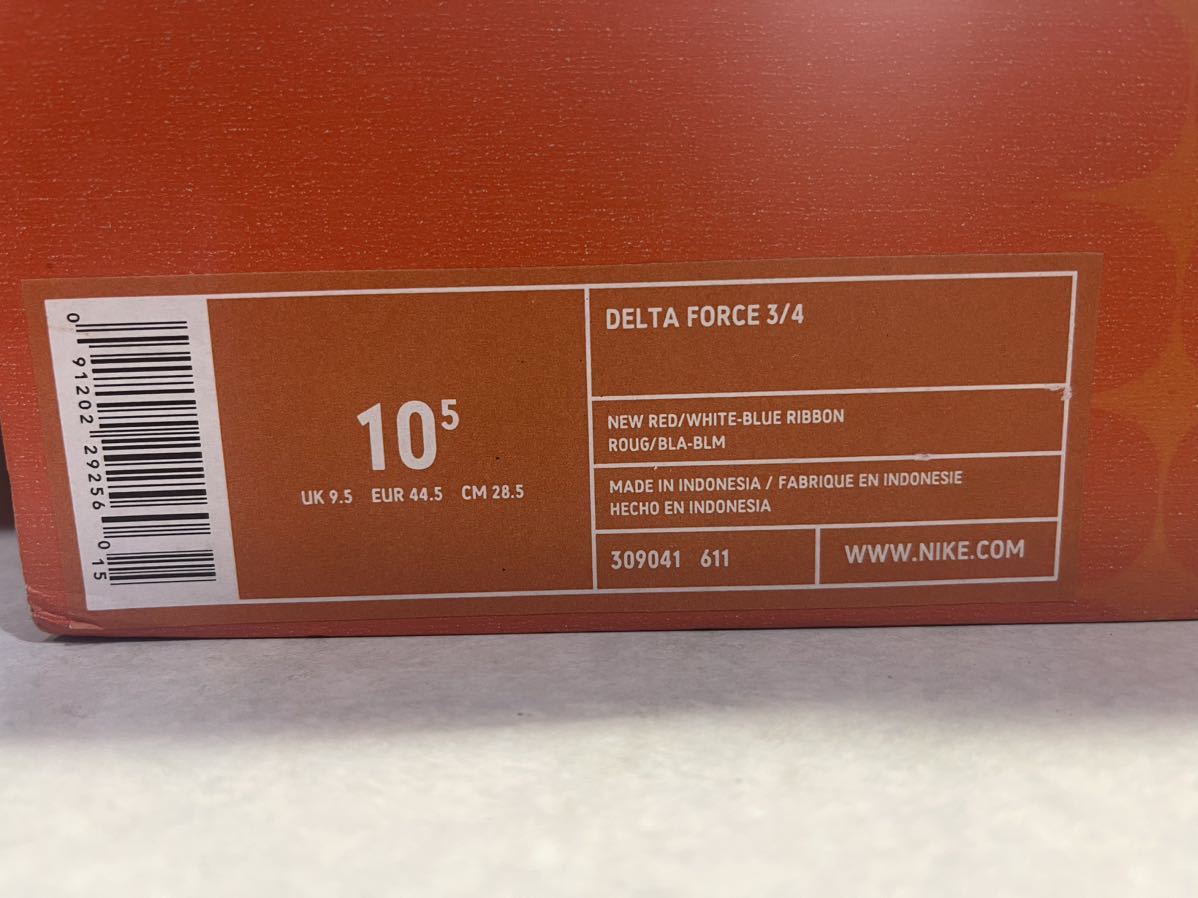 0 91202 29256 015
10⁵
UK 9.5 EUR 44.5 CM 28.5
DELTA FORCE 3/4
NEW RED/WHITE-BLUE RIBBON
ROUG/BLA-BLM
MADE IN INDONESIA / FABRIQUE EN INDONESIE
HECHO EN INDONESIA
309041 611
WWW.NIKE.COM